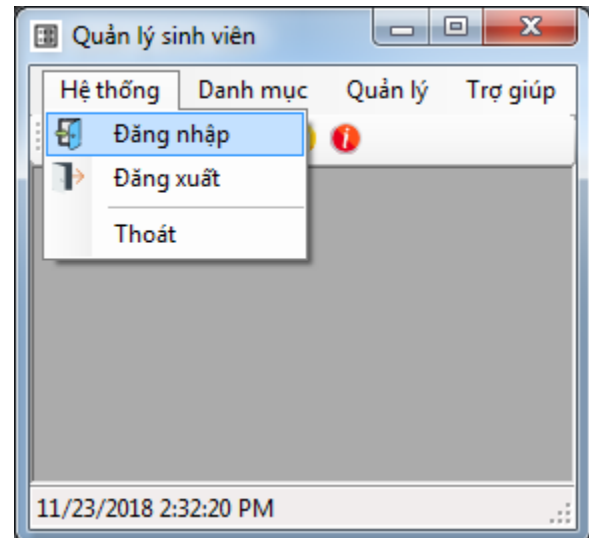 Quản lý sinh viên
Hệ thống Danh mục Quản lý Trợ giúp
Đăng nhập
Đăng xuất
Thoát
11/23/2018 2:32:20 PM